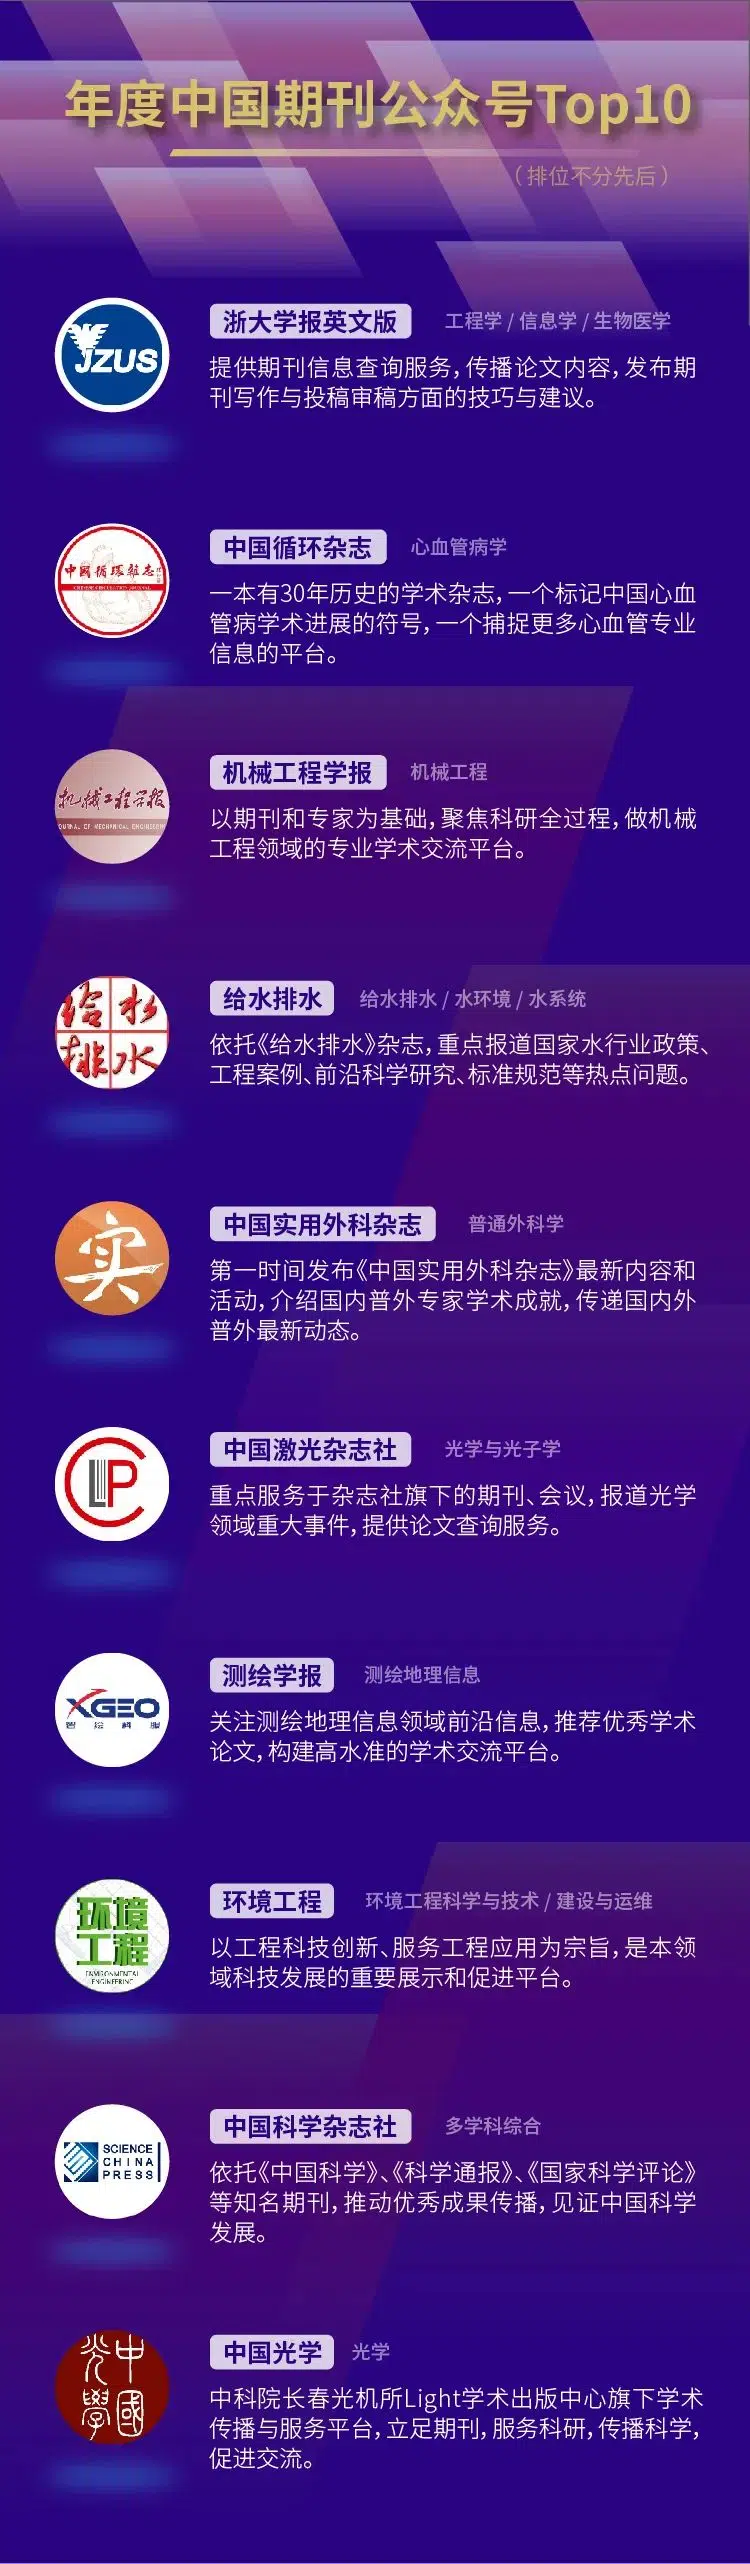 年度中国期刊公众号Top10
（排位不分先后）
JZUS
浙大学报英文版 工程学 / 信息学 / 生物医学
提供期刊信息查询服务，传播论文内容，发布期
刊写作与投稿审稿方面的技巧与建议。
中國循環雜志
CHINESE CIRCULATION JOURNAL
中国循环杂志 心血管病学
一本有30年历史的学术杂志，一个标记中国心血
管病学术进展的符号，一个捕捉更多心血管专业
信息的平台。
机械工程学报
JOURNAL OF MECHANICAL ENGINEERING
机械工程学报 机械工程
以期刊和专家为基础，聚焦科研全过程，做机械
工程领域的专业学术交流平台。
给水
排水
给水排水 给水排水 / 水环境 / 水系统
依托《给水排水》杂志，重点报道国家水行业政策、
工程案例、前沿科学研究、标准规范等热点问题。
实
中国实用外科杂志 普通外科学
第一时间发布《中国实用外科杂志》最新内容和
活动，介绍国内普外专家学术成就，传递国内外
普外最新动态。
CLP
中国激光杂志社 光学与光子学
重点服务于杂志社旗下的期刊、会议，报道光学
领域重大事件，提供论文查询服务。
XGEO
测绘学报 测绘地理信息
关注测绘地理信息领域前沿信息，推荐优秀学术
论文，构建高水准的学术交流平台。
环境
工程
ENVIRONMENTAL
ENGINEERING
环境工程 环境工程科学与技术 / 建设与运维
以工程科技创新、服务工程应用为宗旨，是本领
域科技发展的重要展示和促进平台。
SCIENCE
CHINA
PRESS
中国科学杂志社 多学科综合
依托《中国科学》、《科学通报》、《国家科学评论》
等知名期刊，推动优秀成果传播，见证中国科学
发展。
中國
光學
中国光学 光学
中科院长春光机所Light学术出版中心旗下学术
传播与服务平台，立足期刊，服务科研，传播科学，
促进交流。